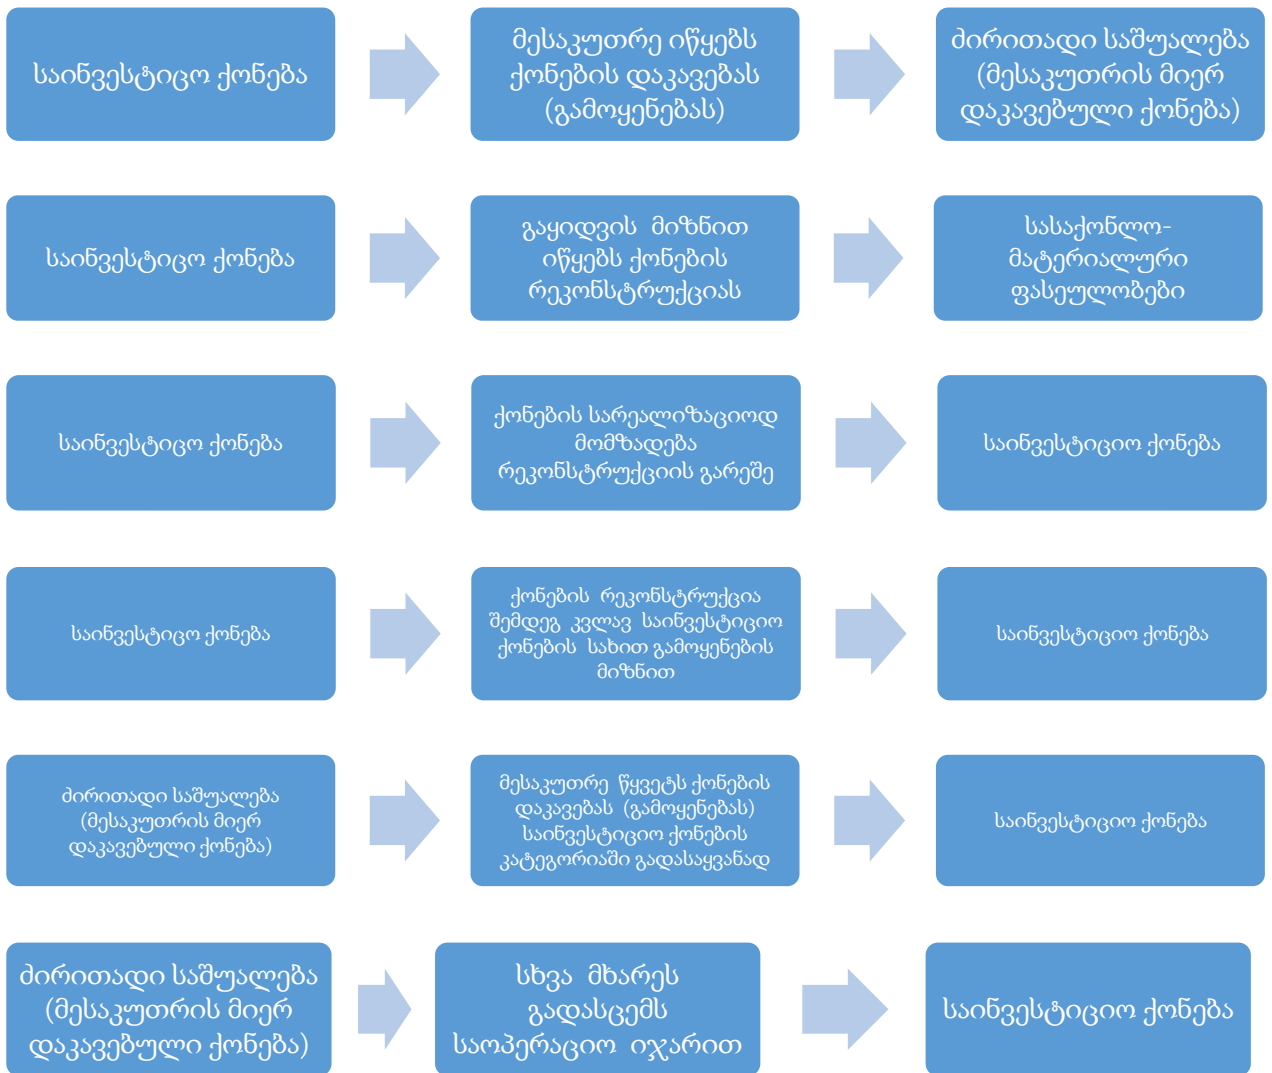 საინვესტიცო ქონება
მესაკუთრე იწყებს
ქონების დაკავებას
(გამოყენებას)
ძირითადი საშუალება
(მესაკუთრის მიერ
დაკავებული ქონება)
საინვესტიცო ქონება
გაყიდვის მიზნით
იწყებს ქონების
რეკონსტრუქციას
სასაქონლო-
მატერიალური
ფასეულობები
საინვესტიცო ქონება
ქონების სარეალიზაციოდ
მომზადება
რეკონსტრუქციის გარეშე
საინვესტიციო ქონება
საინვესტიცო ქონება
ქონების რეკონსტრუქცია
შემდეგ კვლავ საინვესტიციო
ქონების სახით გამოყენების
მიზნით
საინვესტიციო ქონება
ძირითადი საშუალება
(მესაკუთრის მიერ
დაკავებული ქონება)
მესაკუთრე წყვეტს ქონების
დაკავებას (გამოყენებას)
საინვესტიციო ქონების
კატეგორიაში გადასაყვანად
საინვესტიციო ქონება
ძირითადი საშუალება
(მესაკუთრის მიერ
დაკავებული ქონება)
სხვა მხარეს
გადასცემს
საოპერაციო იჯარით
საინვესტიციო ქონება